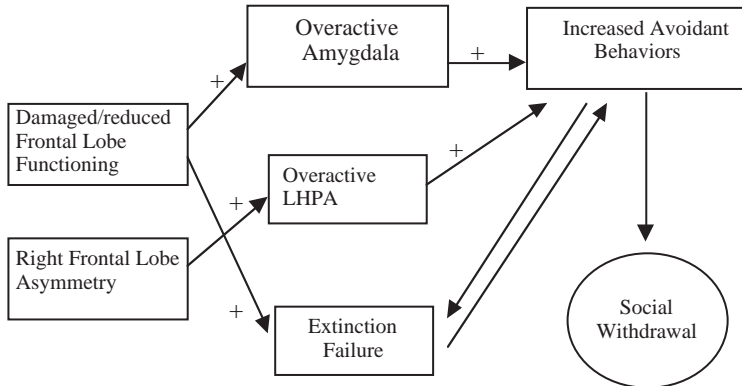 Overactive
Amygdala
+
Increased Avoidant
Behaviors
+
Damaged/reduced
Frontal Lobe
Functioning
+
Overactive
LHPA
+
Right Frontal Lobe
Asymmetry
+
Extinction
Failure
Social
Withdrawal